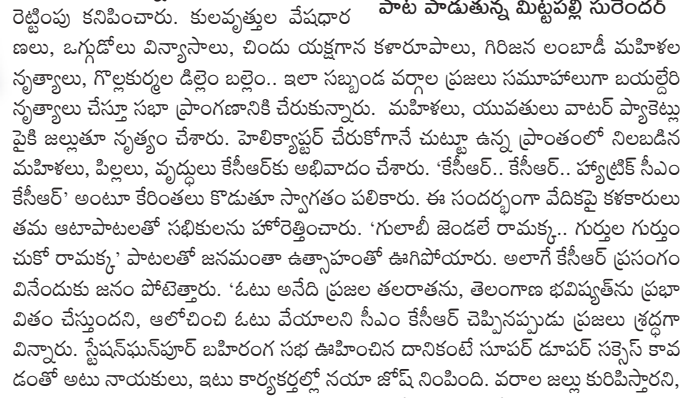 పాట పాడుతున్న మిట్టపల్లి సురేందర్
రెట్టింపు కనిపించారు. కులవృత్తుల వేషధార
ణలు, ఒగ్గుడోలు విన్యాసాలు, చిందు యక్షగాన కళారూపాలు, గిరిజన లంబాడీ మహిళల
నృత్యాలు, గొల్లకుర్మల డిల్లెం బల్లెం.. ఇలా సబ్బండ వర్గాల ప్రజలు సమూహాలుగా బయల్దేరి
నృత్యాలు చేస్తూ సభా ప్రాంగణానికి చేరుకున్నారు. మహిళలు, యువతులు వాటర్ ప్యాకెట్లు
పైకి జల్లుతూ నృత్యం చేశారు. హెలిక్యాప్టర్ చేరుకోగానే చుట్టూ ఉన్న ప్రాంతంలో నిలబడిన
మహిళలు, పిల్లలు, వృద్ధులు కేసీఆర్‌కు అభివాదం చేశారు. ‘కేసీఆర్.. కేసీఆర్.. హ్యాట్రిక్ సీఎం
కేసీఆర్’ అంటూ కేరింతలు కొడుతూ స్వాగతం పలికారు. ఈ సందర్భంగా వేదికపై కళకారులు
తమ ఆటాపాటలతో సభికులను హోరెత్తించారు. ‘గులాబీ జెండలే రామక్క.. గుర్తుల గుర్తుం
చుకో రామక్క’ పాటలతో జనమంతా ఉత్సాహంతో ఊగిపోయారు. అలాగే కేసీఆర్ ప్రసంగం
వినేందుకు జనం పోటెత్తారు. ‘ఓటు అనేది ప్రజల తలరాతను, తెలంగాణ భవిష్యత్‌ను ప్రభా
వితం చేస్తుందని, ఆలోచించి ఓటు వేయాలని సీఎం కేసీఆర్ చెప్పినప్పుడు ప్రజలు శ్రద్ధగా
విన్నారు. స్టేషన్‌ఘన్‌పూర్ బహిరంగ సభ ఊహించిన దానికంటే సూపర్ డూపర్ సక్సెస్ కావ
డంతో అటు నాయకులు, ఇటు కార్యకర్తల్లో నయా జోష్ నింపింది. వరాల జల్లు కురిపిస్తారని,